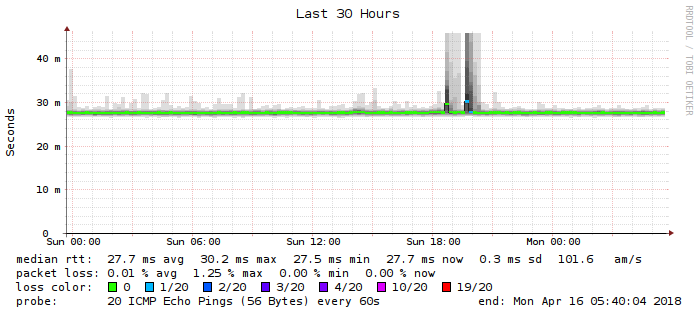 Last 30 Hours
RRDTOOL / TOBI OETIKER
Seconds
40 m
30 m
20 m
10 m
0
Sun 00:00 Sun 06:00 Sun 12:00 Sun 18:00 Mon 00:00
median rtt: 27.7 ms avg 30.2 ms max 27.5 ms min 27.7 ms now 0.3 ms sd 101.6 am/s
packet loss: 0.01 % avg 1.25 % max 0.00 % min 0.00 % now
loss color: 0 1/20 2/20 3/20 4/20 10/20 19/20
probe: 20 ICMP Echo Pings (56 Bytes) every 60s end: Mon Apr 16 05:40:04 2018